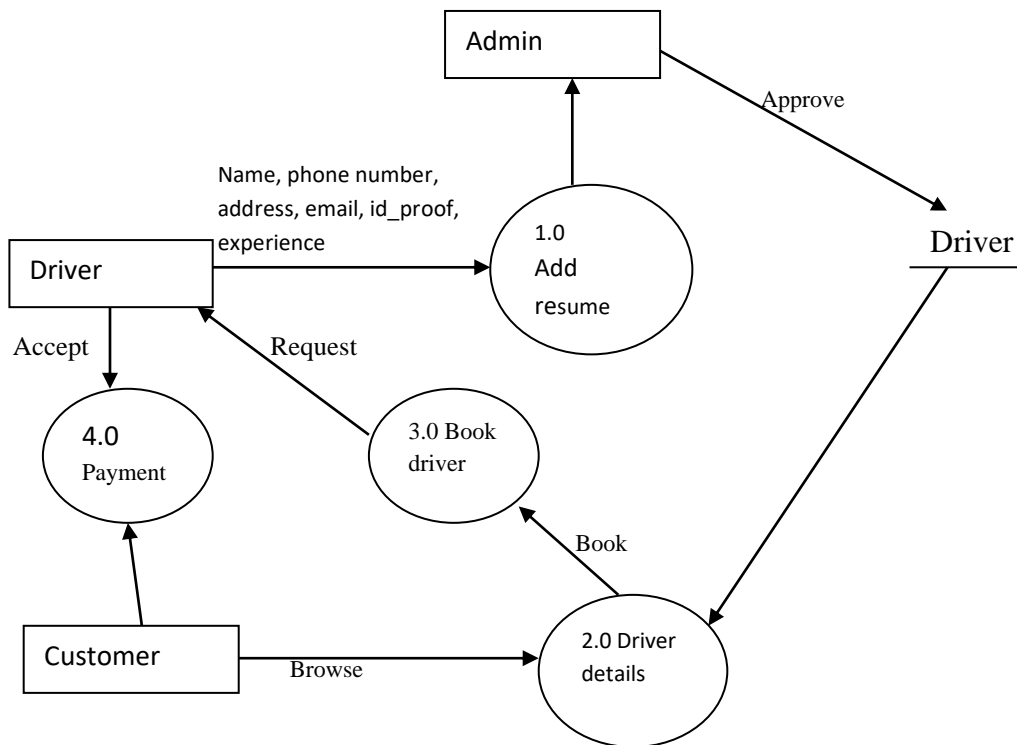 Admin
Approve
Name, phone number,
address, email, id_proof,
experience
1.0
Add
resume
Driver
Driver
Accept
Request
4.0
Payment
3.0 Book
driver
Book
Customer
Browse
2.0 Driver
details